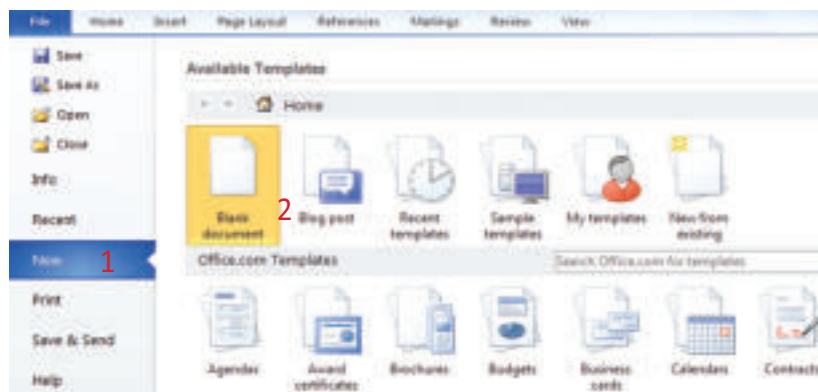 File Home Insert Page Layout References Mailings Review View
Save
Save As
Open
Close
Info
Recent
New 1
Print
Save & Send
Help
Available Templates
Home
Blank document 2
Blog post
Recent templates
Sample templates
My templates
New from existing
Office.com Templates
Search Office.com for templates
Agendas
Award certificates
Brochures
Budgets
Business cards
Calendars
Contracts